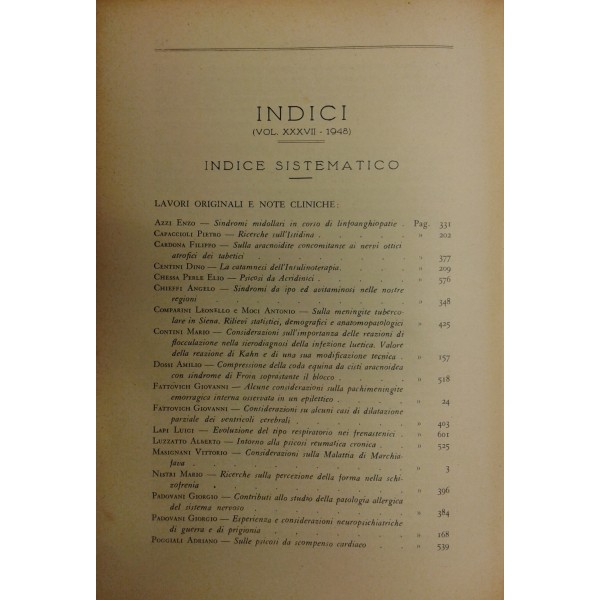 INDICI
(VOL. XXXVII - 1948)
INDICE SISTEMATICO
LAVORI ORIGINALI E NOTE CLINICHE:
AZZI ENZO — Sindromi midollari in corso di linfoanghiopatie . Pag. 331
CAFACCIOLI PIETRO — Ricerche sull'Istidina . . . . . . . » 202
CARDONA FILIPPO — Sulla aracnoidite concomitante ai nervi ottici
atrofici dei tabetici . . . . . . . . . . » 377
CENTINI DINO — La catamnesi dell'Insulinoterapia. . . . . . » 209
CHESSA PERLE ELIO — Psicosi da Acridinici . . . . . . . » 576
CHIEFFI ANGELO — Sindromi da ipo ed avitaminosi nelle nostre
regioni . . . . . . . . . . . . » 348
COMPARINI LEONELLO e MOCI ANTONIO — Sulla meningite tuberco-
lare in Siena. Rilievi statistici, demografici e anatomopatologici » 425
CONTINI MARIO — Considerazioni sull'importanza delle reazioni di
flocculazione nella sierodiagnosi della infezione luetica. Valore
della reazione di Kahn e di una sua modificazione tecnica . » 157
DOSSI AMILIO — Compressione della coda equina da cisti aracnoidea
con sindrome di Froin soprastante il blocco . . . . » 518
FATTOVICH GIOVANNI — Alcune considerazioni sulla pachimeningite
emorragica interna osservata in un epilettico . . . . » 24
FATTOVICH GIOVANNI — Considerazioni su alcuni casi di dilatazione
parziale dei ventricoli cerebrali . . . . . . . » 403
LAPI LUIGI — Evoluzione del tipo respiratorio nei frenastenici . » 601
LUZZATTO ALBERTO — Intorno alla psicosi reumatica cronica . . » 525
MASIGNANI VITTORIO — Considerazioni sulla Malattia di Marchia-
fava . . . . . . . . . . . . . » 3
NISTRI MARIO — Ricerche sulla percezione della forma nella schi-
zofrenia . . . . . . . . . . . . » 396
PADOVANI GIORGIO — Contributi allo studio della patologia allergica
del sistema nervoso . . . . . . . . . . » 384
PADOVANI GIORGIO — Esperienza e considerazioni neuropsichiatriche
di guerra e di prigionia . . . . . . . . . » 168
POGGIALI ADRIANO — Sulle psicosi da scompenso cardiaco . . . » 539